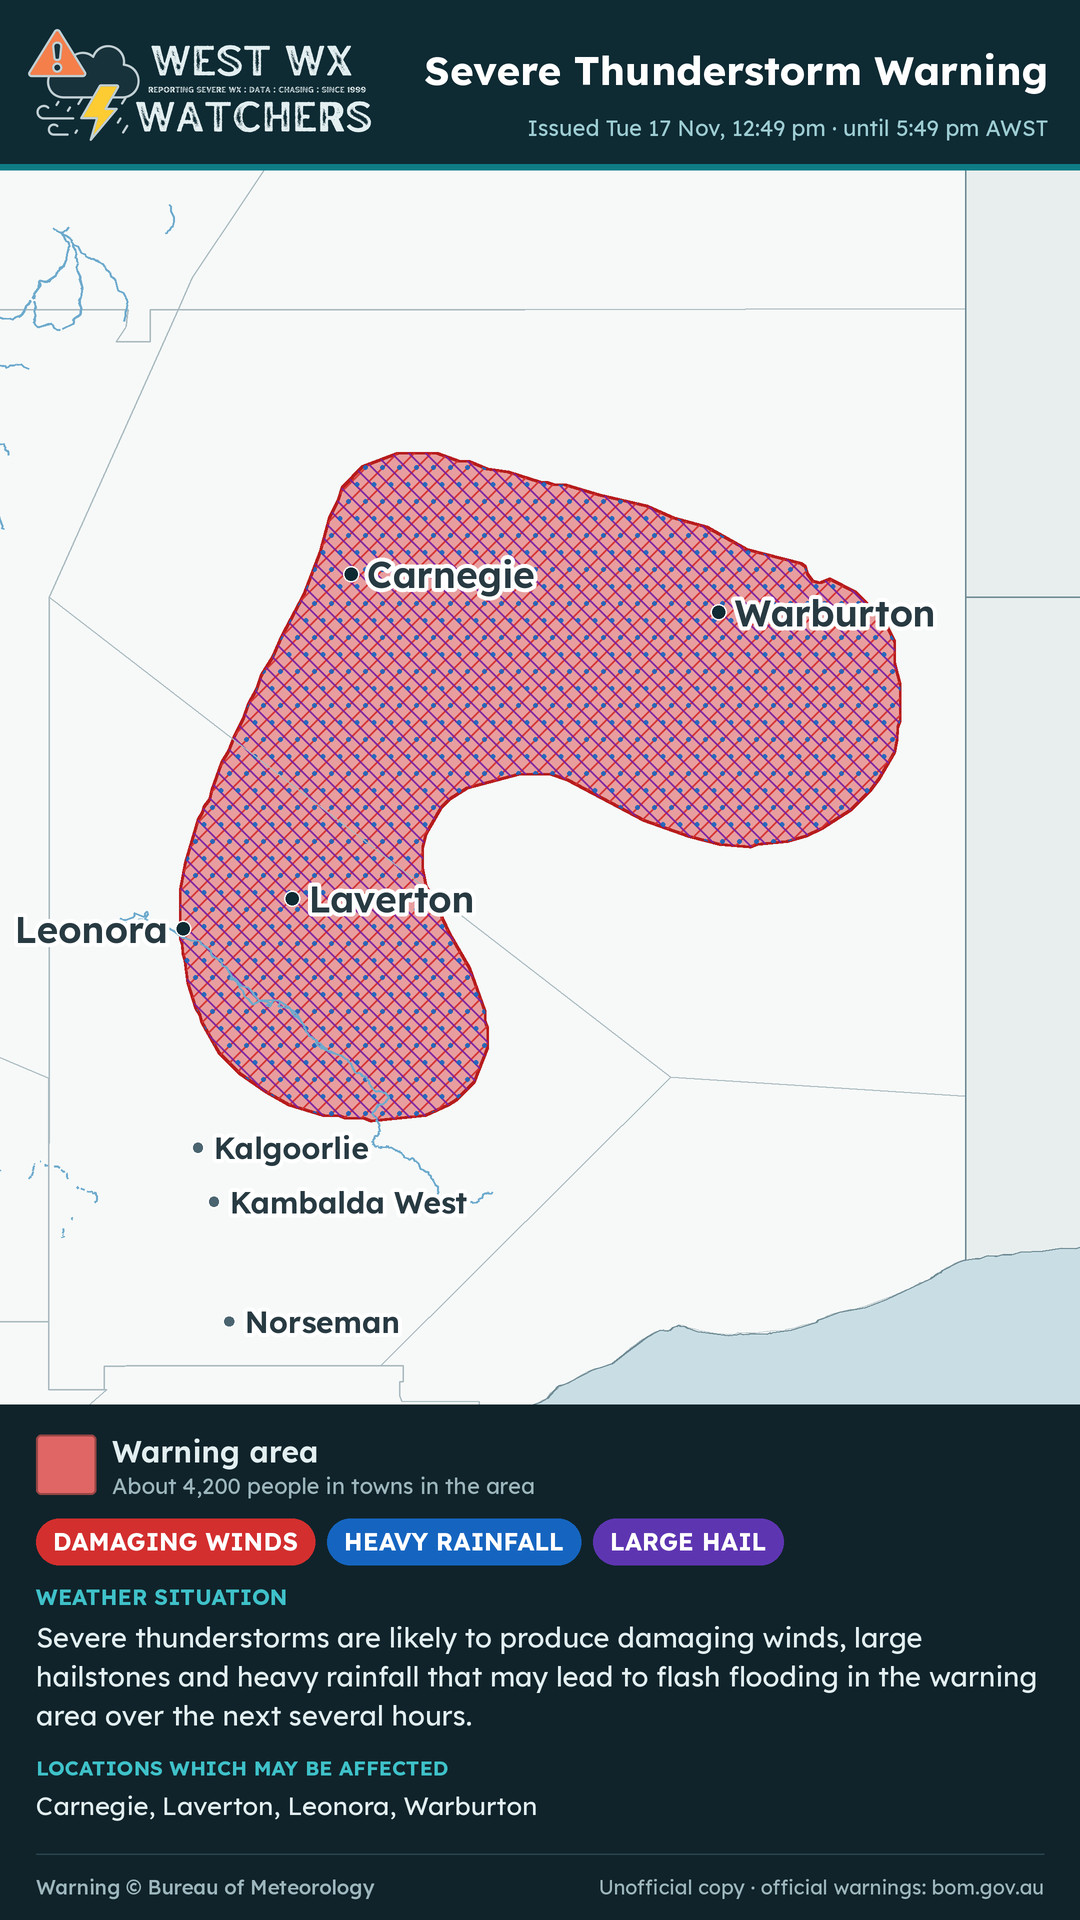 WEST WX
REPORTING SEVERE WX : DATA : CHASING : SINCE 1999
WATCHERS
Severe Thunderstorm Warning
Issued Tue 17 Nov, 12:49 pm · until 5:49 pm AWST
Carnegie
Warburton
Laverton
Leonora
Kalgoorlie
Kambalda West
Norseman
Warning area
About 4,200 people in towns in the area
DAMAGING WINDS
HEAVY RAINFALL
LARGE HAIL
WEATHER SITUATION
Severe thunderstorms are likely to produce damaging winds, large
hailstones and heavy rainfall that may lead to flash flooding in the warning
area over the next several hours.
LOCATIONS WHICH MAY BE AFFECTED
Carnegie, Laverton, Leonora, Warburton
Warning © Bureau of Meteorology
Unofficial copy · official warnings: bom.gov.au